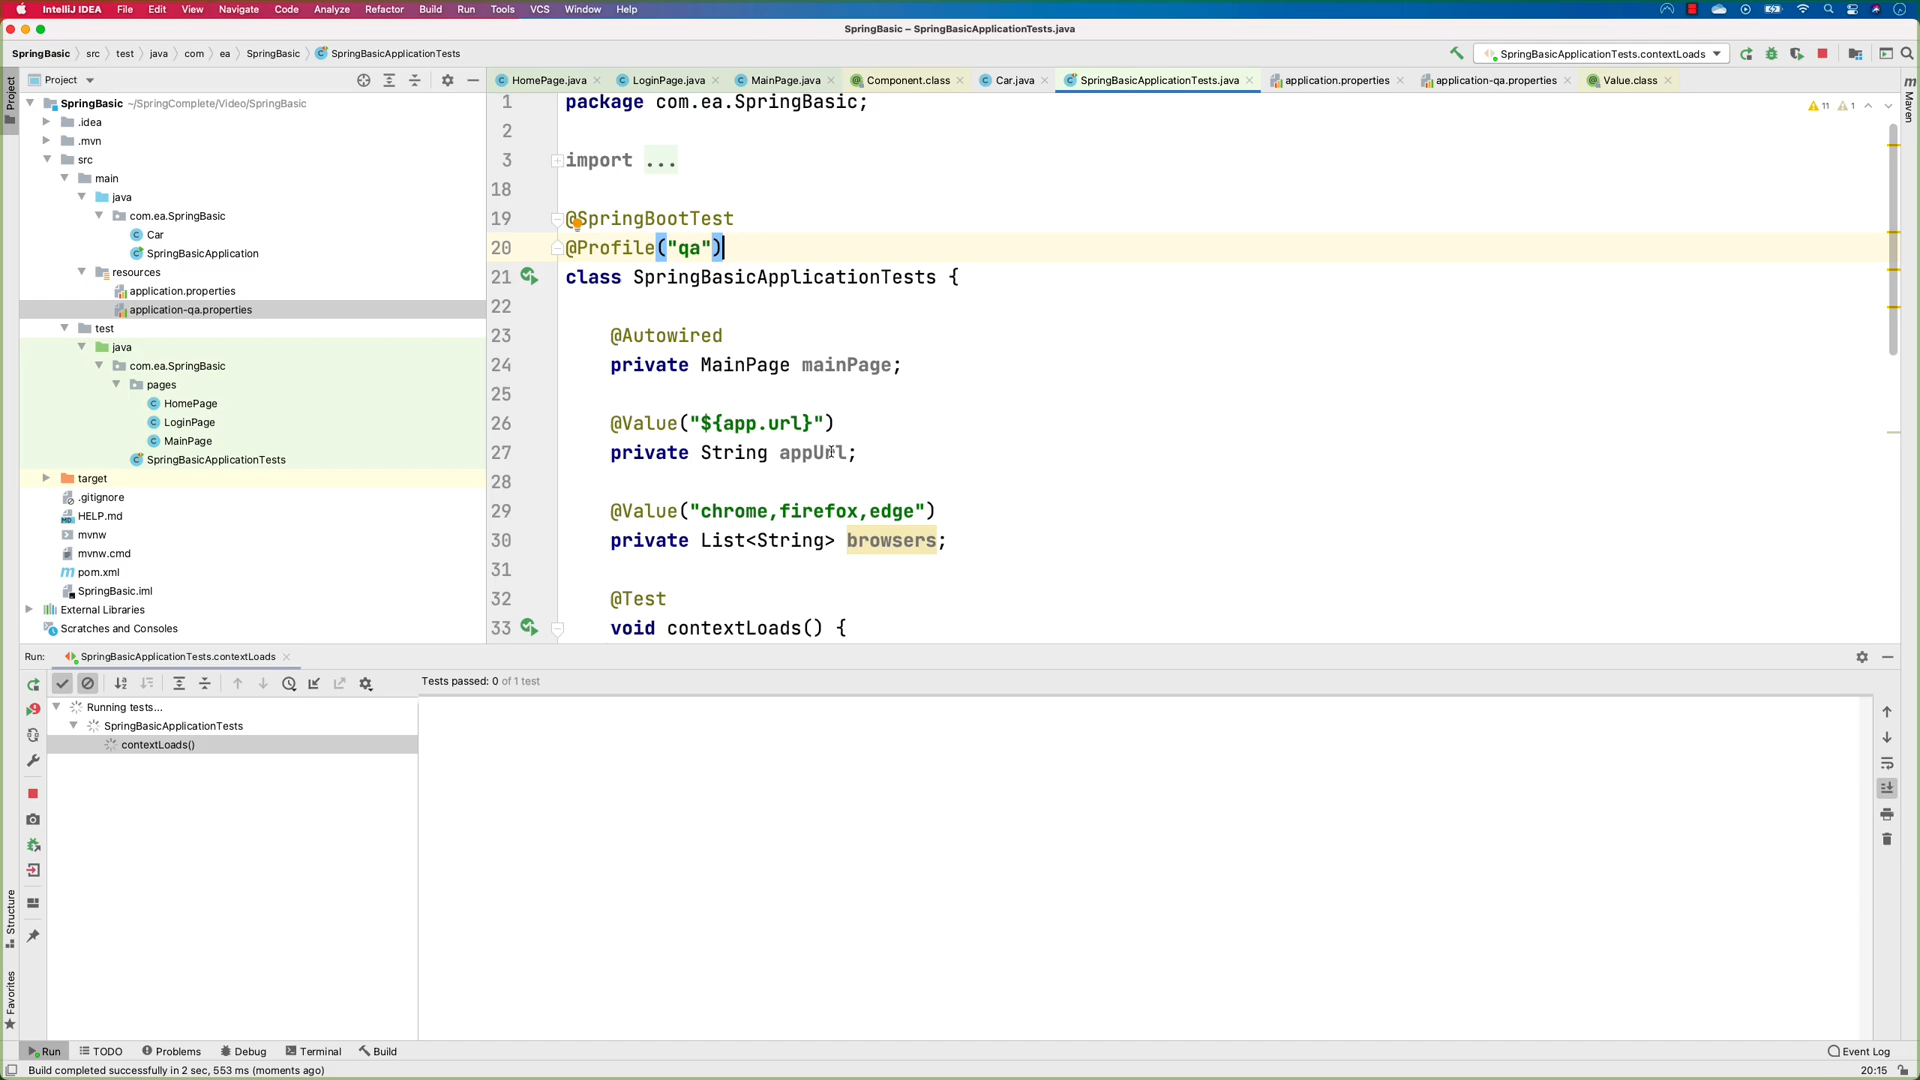 IntelliJ IDEA File Edit View Navigate Code Analyze Refactor Build Run Tools VCS Window Help
SpringBasic – SpringBasicApplicationTests.java
SpringBasic src test java com ea SpringBasic SpringBasicApplicationTests
SpringBasicApplicationTests.contextLoads
Project
HomePage.java LoginPage.java MainPage.java Component.class Car.java SpringBasicApplicationTests.java application.properties application-qa.properties Value.class
Project
Maven
SpringBasic ~/SpringComplete/Video/SpringBasic
.idea
.mvn
src
main
java
com.ea.SpringBasic
Car
SpringBasicApplication
resources
application.properties
application-qa.properties
test
java
com.ea.SpringBasic
pages
HomePage
LoginPage
MainPage
SpringBasicApplicationTests
target
.gitignore
HELP.md
mvnw
mvnw.cmd
pom.xml
SpringBasic.iml
External Libraries
Scratches and Consoles
11 1
1 package com.ea.SpringBasic;
2
3 import ...
18
19 @SpringBootTest
20 @Profile("qa")
21 class SpringBasicApplicationTests {
22
23 @Autowired
24 private MainPage mainPage;
25
26 @Value("${app.url}")
27 private String appUrl;
28
29 @Value("chrome,firefox,edge")
30 private List<String> browsers;
31
32 @Test
33 void contextLoads() {
Run: SpringBasicApplicationTests.contextLoads
Tests passed: 0 of 1 test
Running tests...
SpringBasicApplicationTests
contextLoads()
Structure
Favorites
Run TODO Problems Debug Terminal Build
Event Log
Build completed successfully in 2 sec, 553 ms (moments ago)
20:15